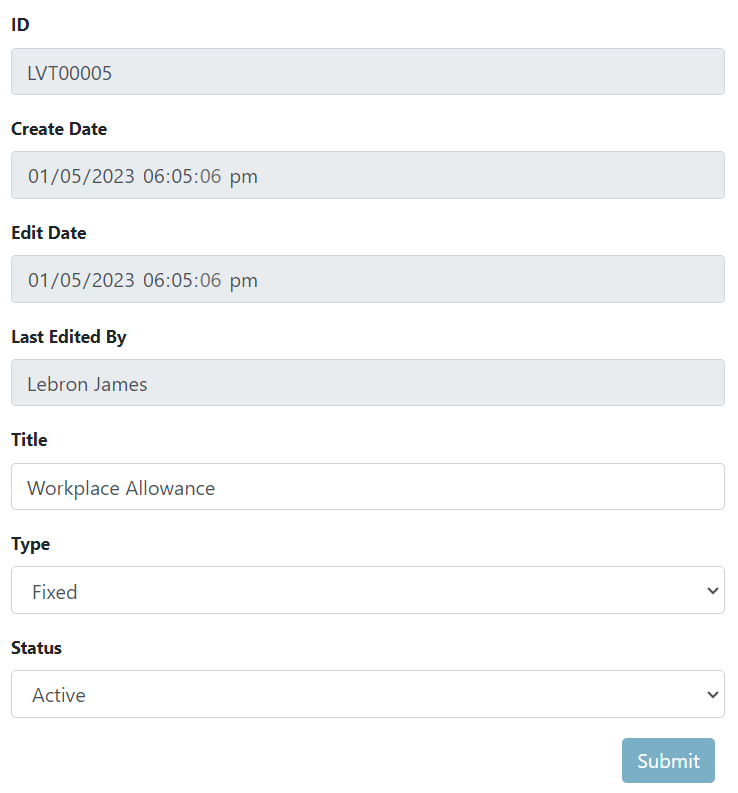 ID
LVT00005
Create Date
01/05/2023 06:05:06 pm
Edit Date
01/05/2023 06:05:06 pm
Last Edited By
Lebron James
Title
Workplace Allowance
Type
Fixed
Status
Active
Submit